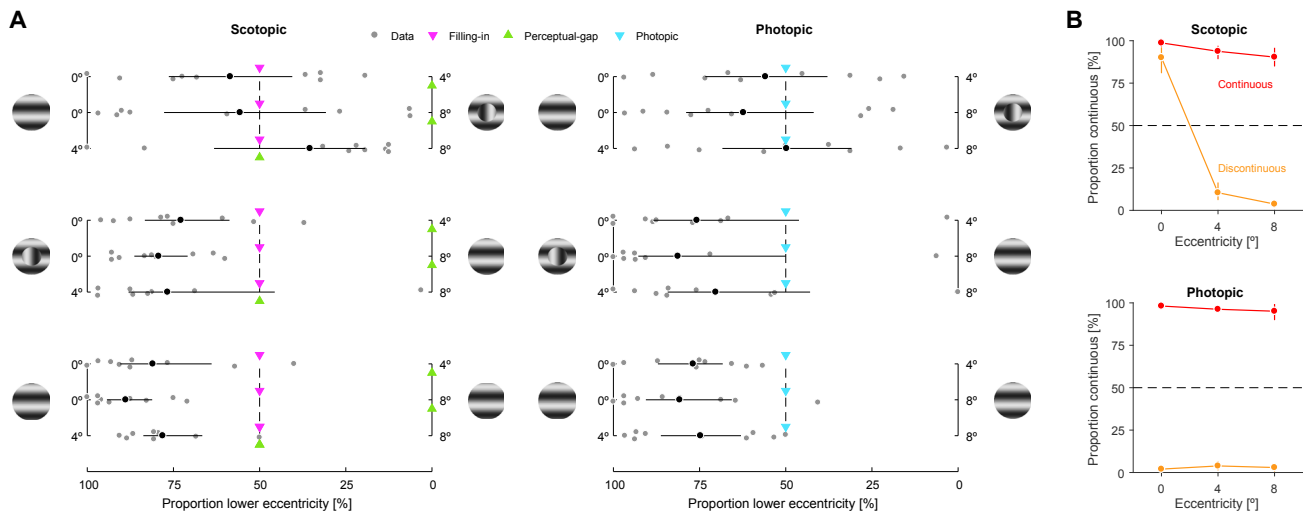 A
B
Scotopic
Photopic
Data
Filling-in
Perceptual-gap
Photopic
0º
4º
0º
8º
4º
8º
0º
4º
0º
8º
4º
8º
0º
4º
0º
8º
4º
8º
0º
4º
0º
8º
4º
8º
0º
4º
0º
8º
4º
8º
0º
4º
0º
8º
4º
8º
100
75
50
25
0
Proportion lower eccentricity [%]
100
75
50
25
0
Proportion lower eccentricity [%]
Scotopic
Proportion continuous [%]
100
75
50
25
0
Continuous
Discontinuous
0
4
8
Eccentricity [º]
Photopic
Proportion continuous [%]
100
75
50
25
0
0
4
8
Eccentricity [º]